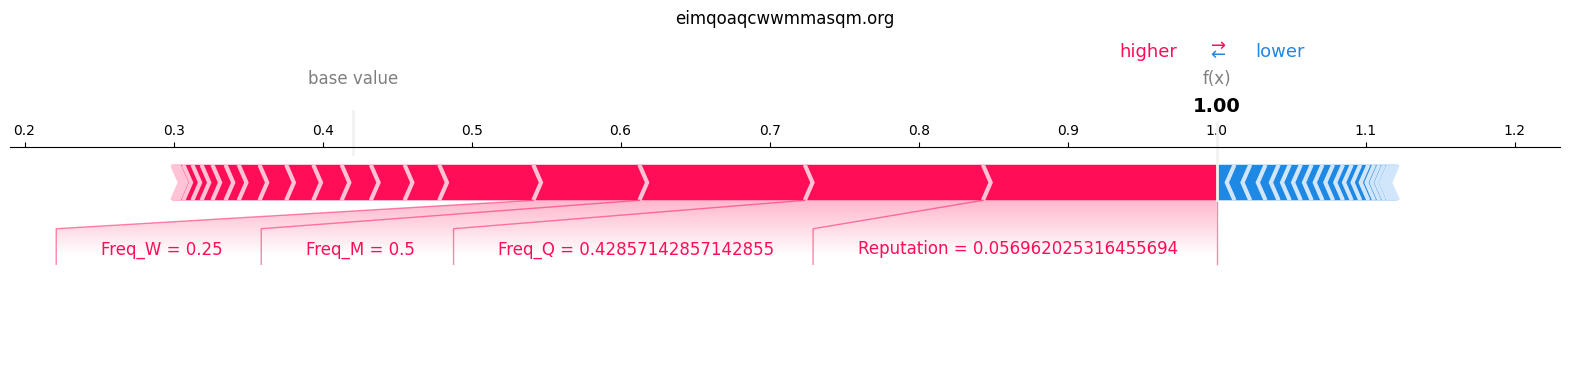 eimqoaqcwwmmasqm.org
higher ⇄ lower
base value
f(x)
1.00
0.2 0.3 0.4 0.5 0.6 0.7 0.8 0.9 1.0 1.1 1.2
Freq_W = 0.25 Freq_M = 0.5 Freq_Q = 0.42857142857142855 Reputation = 0.056962025316455694